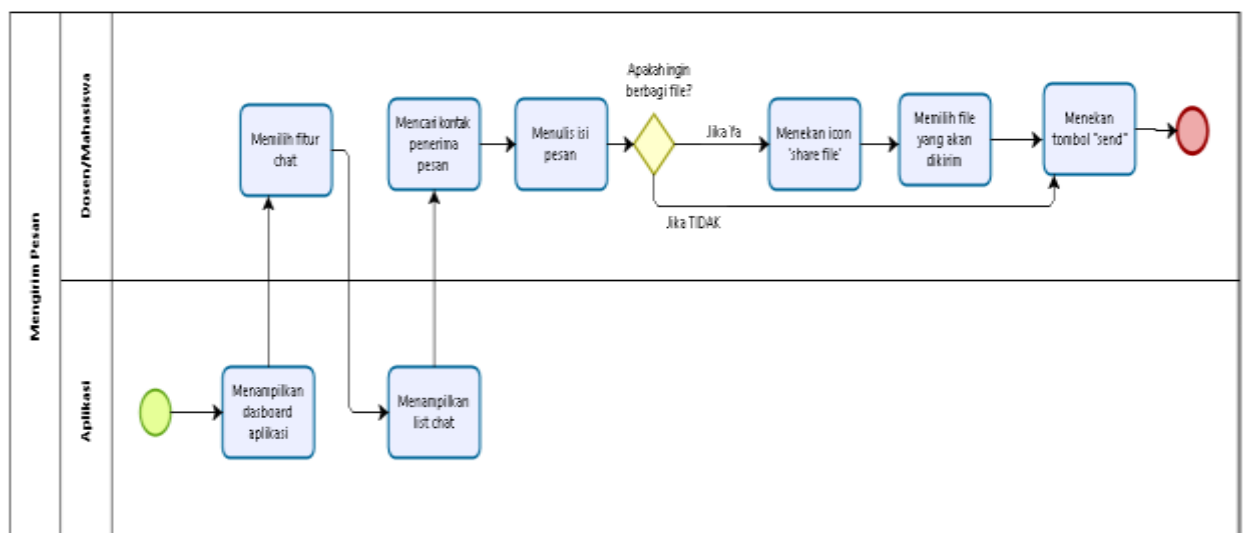 Mengirim Pesan
Dosen/Mahasiswa
Memilih fitur
chat
Mencari kontak
penerima
pesan
Menulis isi
pesan
Apakah ingin
berbagi file?
Jika Ya
Jika TIDAK
Menekan icon
'share file'
Memilih file
yang akan
dikirim
Menekan
tombol "send"
Aplikasi
Menampilkan
dasboard
aplikasi
Menampilkan
list chat